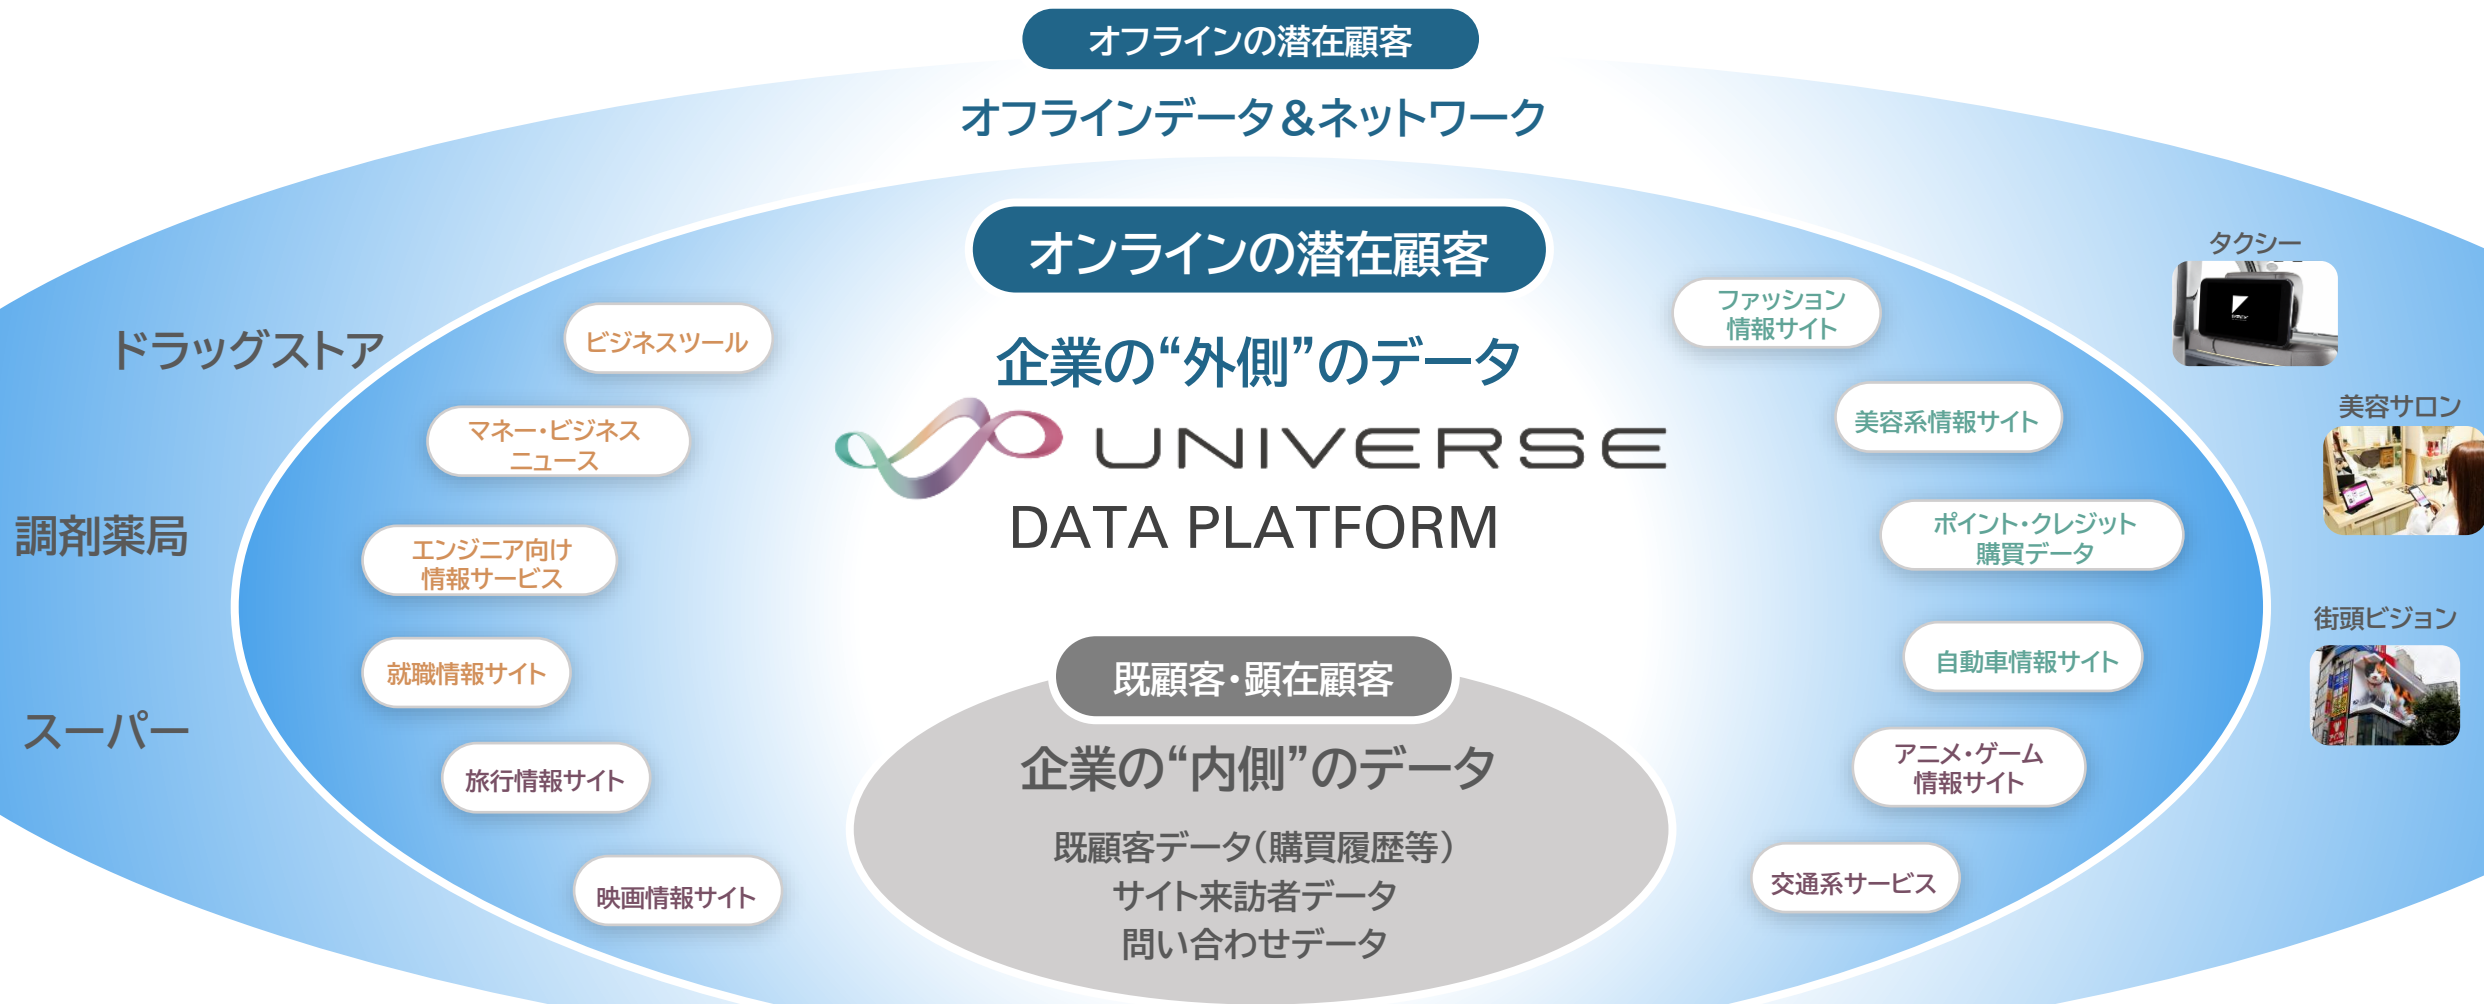 オフラインの潜在顧客
オフラインデータ&ネットワーク
オンラインの潜在顧客
企業の“外側”のデータ
UNIVERSE
DATA PLATFORM
ドラッグストア
調剤薬局
スーパー
ビジネスツール
マネー・ビジネス
ニュース
エンジニア向け
情報サービス
就職情報サイト
旅行情報サイト
映画情報サイト
ファッション
情報サイト
美容系情報サイト
ポイント・クレジット
購買データ
自動車情報サイト
アニメ・ゲーム
情報サイト
交通系サービス
タクシー
美容サロン
街頭ビジョン
既顧客・顕在顧客
企業の“内側”のデータ
既顧客データ(購買履歴等)
サイト来訪者データ
問い合わせデータ